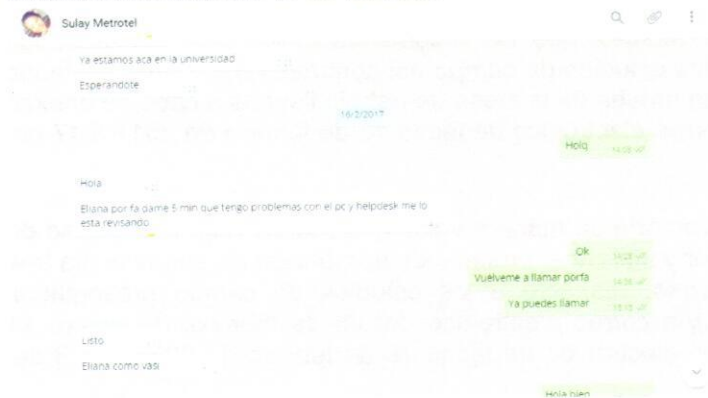 Sulay Metrotel
Ya estamos aca en la universidad
Esperandote
16/2/2017
Holq
Hola
Eliana por fa dame 5 min que tengo problemas con el pc y helpdesk me lo
esta revisando
Ok
Vuelveme a llamar porfa
Ya puedes llamar
Listo
Eliana como vasi
Hola bien